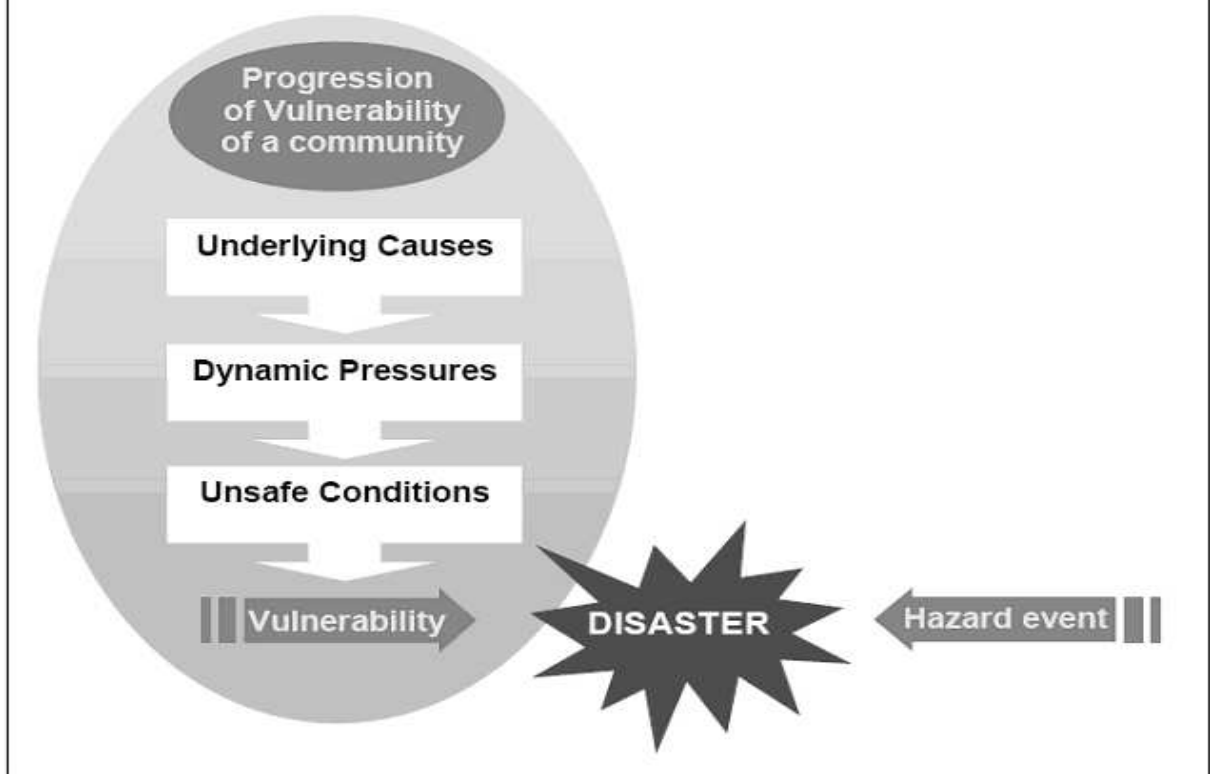 Progression
of Vulnerability
of a community
Underlying Causes
Dynamic Pressures
Unsafe Conditions
Vulnerability
DISASTER
Hazard event